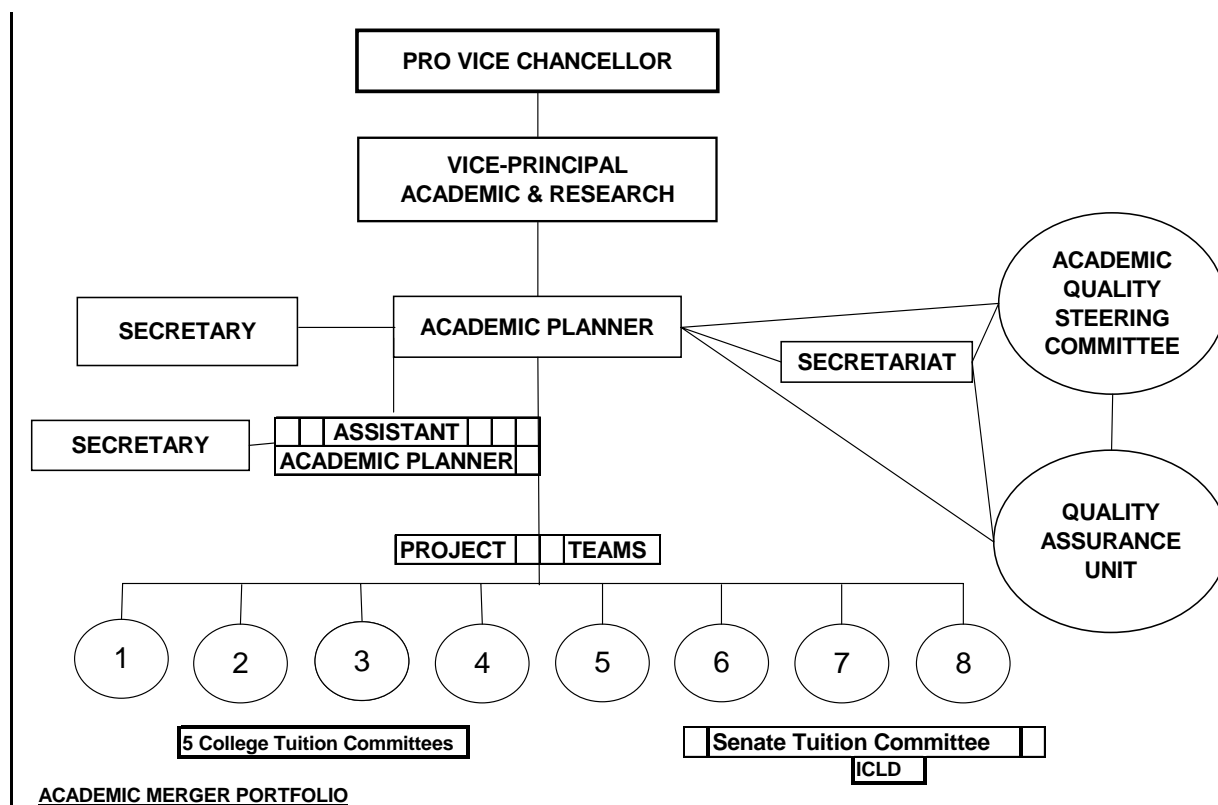 PRO VICE CHANCELLOR
VICE-PRINCIPAL
ACADEMIC & RESEARCH
ACADEMIC
QUALITY
STEERING
COMMITTEE
SECRETARY
ACADEMIC PLANNER
SECRETARIAT
SECRETARY
ASSISTANT
ACADEMIC PLANNER
QUALITY
ASSURANCE
UNIT
PROJECT TEAMS
1 2 3 4 5 6 7 8
5 College Tuition Committees
Senate Tuition Committee
ICLD
ACADEMIC MERGER PORTFOLIO